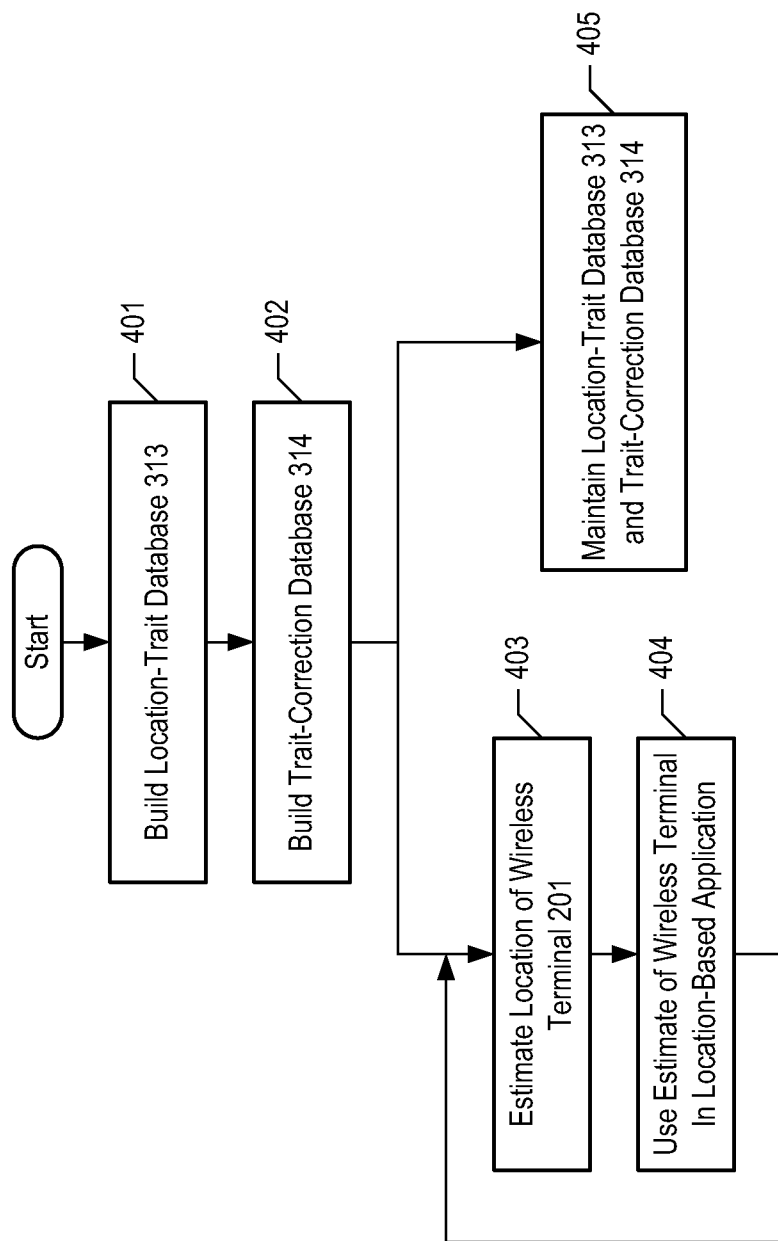 Start
401
Build Location-Trait Database 313
402
Build Trait-Correction Database 314
403
Estimate Location of Wireless
Terminal 201
404
Use Estimate of Wireless Terminal
In Location-Based Application
405
Maintain Location-Trait Database 313
and Trait-Correction Database 314